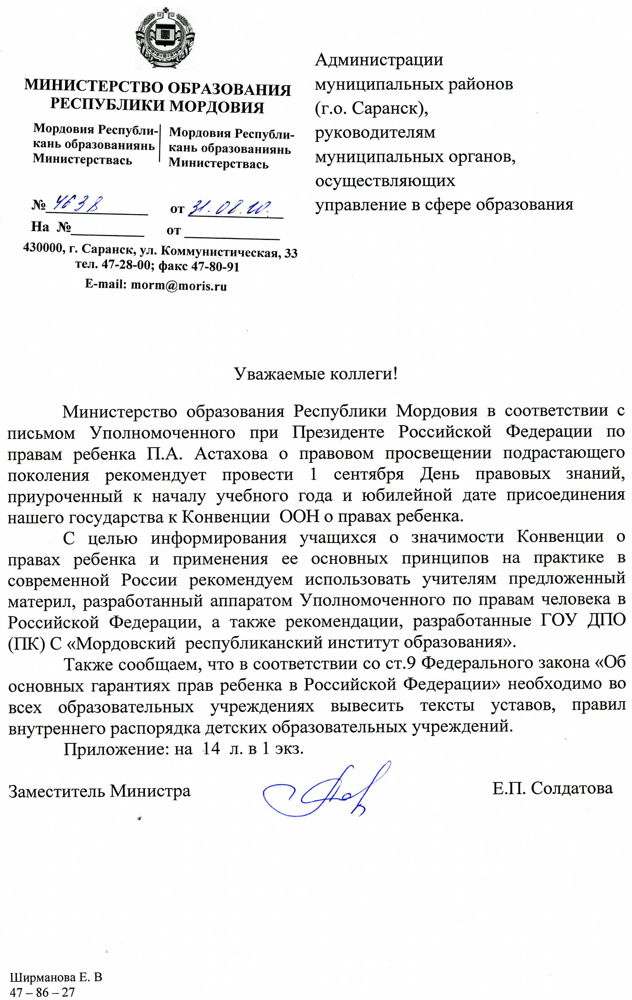 МИНИСТЕРСТВО ОБРАЗОВАНИЯ
РЕСПУБЛИКИ МОРДОВИЯ
Мордовия Республи-
кань образованиянь
Министерствась
Мордовия Республи-
кань образованиянь
Министерствась
№ 4638 от 31.08.10.
На № от
430000, г. Саранск, ул. Коммунистическая, 33
тел. 47-28-00; факс 47-80-91
E-mail: morm@moris.ru
Администрации
муниципальных районов
(г.о. Саранск),
руководителям
муниципальных органов,
осуществляющих
управление в сфере образования
Уважаемые коллеги!
Министерство образования Республики Мордовия в соответствии с
письмом Уполномоченного при Президенте Российской Федерации по
правам ребенка П.А. Астахова о правовом просвещении подрастающего
поколения рекомендует провести 1 сентября День правовых знаний,
приуроченный к началу учебного года и юбилейной дате присоединения
нашего государства к Конвенции ООН о правах ребенка.
С целью информирования учащихся о значимости Конвенции о
правах ребенка и применения ее основных принципов на практике в
современной России рекомендуем использовать учителям предложенный
материл, разработанный аппаратом Уполномоченного по правам человека в
Российской Федерации, а также рекомендации, разработанные ГОУ ДПО
(ПК) С «Мордовский республиканский институт образования».
Также сообщаем, что в соответствии со ст.9 Федерального закона «Об
основных гарантиях прав ребенка в Российской Федерации» необходимо во
всех образовательных учреждениях вывесить тексты уставов, правил
внутреннего распорядка детских образовательных учреждений.
Приложение: на 14 л. в 1 экз.
Заместитель Министра Е.П. Солдатова
Ширманова Е. В
47 – 86 – 27